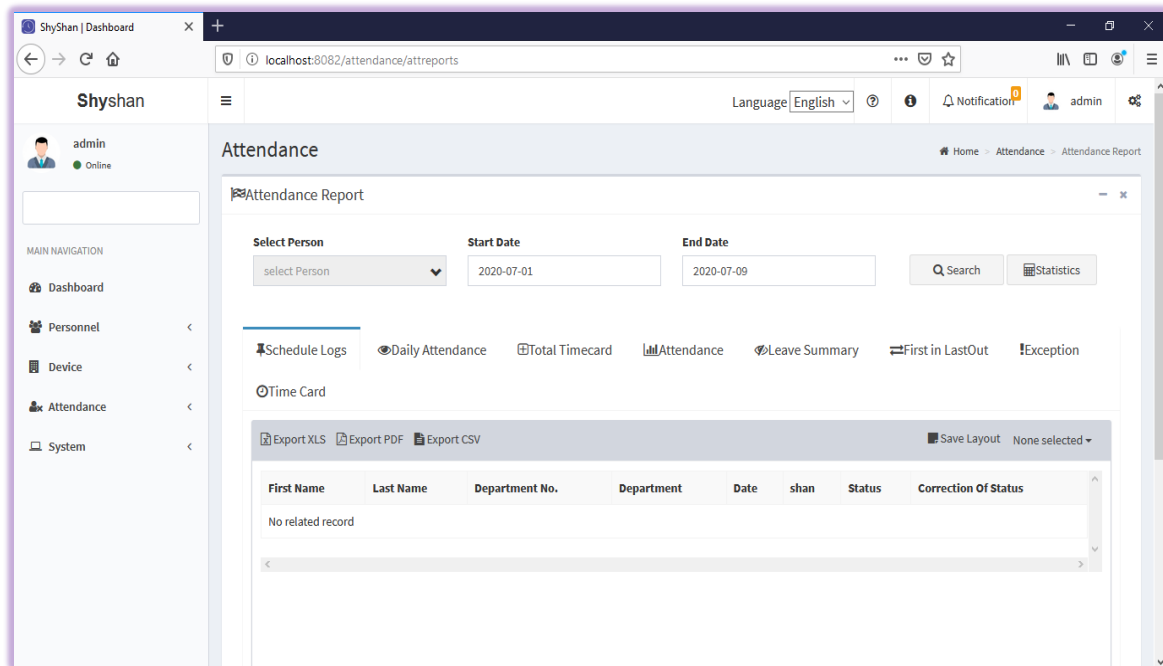 ShyShan | Dashboard
localhost:8082/attendance/attreports
Shyshan
Language English
Notification 0
admin
admin
Online
Attendance
Home > Attendance > Attendance Report
MAIN NAVIGATION
Dashboard
Personnel
Device
Attendance
System
Attendance Report
Select Person Start Date End Date
select Person 2020-07-01 2020-07-09 Search Statistics
Schedule Logs Daily Attendance Total Timecard Attendance Leave Summary First in LastOut Exception
Time Card
Export XLS Export PDF Export CSV Save Layout None selected
First Name Last Name Department No. Department Date shan Status Correction Of Status
No related record